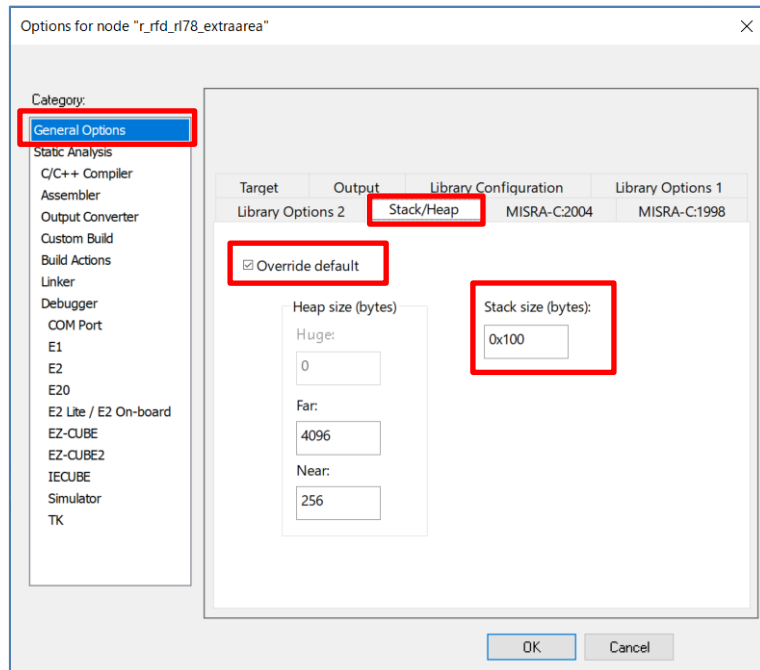 Options for node "r_rfd_rl78_extraarea"
Category:
General Options
Static Analysis
C/C++ Compiler
Assembler
Output Converter
Custom Build
Build Actions
Linker
Debugger
COM Port
E1
E2
E20
E2 Lite / E2 On-board
EZ-CUBE
EZ-CUBE2
IECUBE
Simulator
TK
Target Output Library Configuration Library Options 1
Library Options 2 Stack/Heap MISRA-C:2004 MISRA-C:1998
Override default
Heap size (bytes)
Huge:
0
Far:
4096
Near:
256
Stack size (bytes):
0x100
OK Cancel